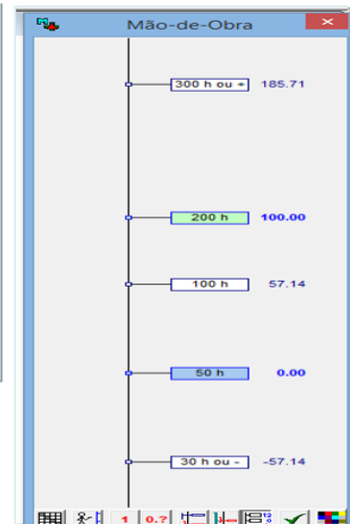 Mão-de-Obra
300 h ou + 185.71
200 h 100.00
100 h 57.14
50 h 0.00
30 h ou - -57.14
1 0.?